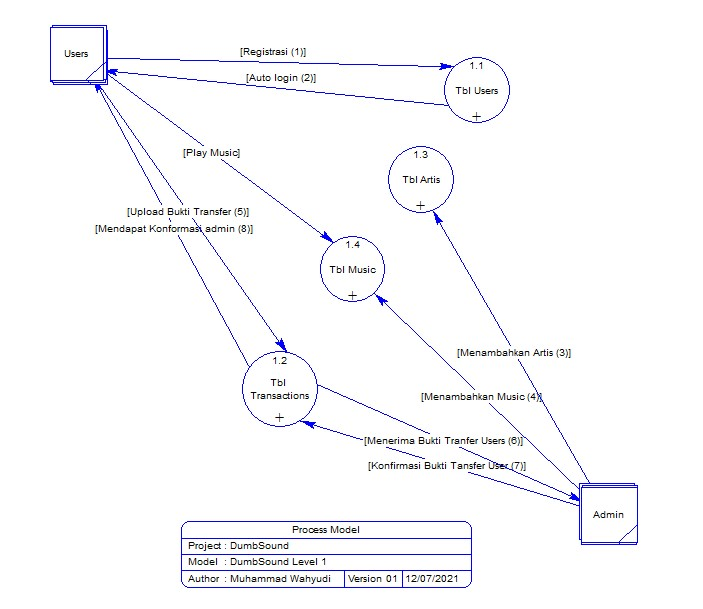 Users
[Registrasi (1)]
1.1
Tbl Users
+
[Auto login (2)]
[Play Music]
1.3
Tbl Artis
+
[Upload Bukti Transfer (5)]
[Mendapat Konformasi admin (8)]
1.4
Tbl Music
+
1.2
Tbl
Transactions
+
[Menambahkan Artis (3)]
[Menambahkan Music (4)]
[Menerima Bukti Tranfer Users (6)]
[Konfirmasi Bukti Tansfer User (7)]
Admin
Process Model
Project : DumbSound
Model : DumbSound Level 1
Author : Muhammad Wahyudi Version 01 12/07/2021